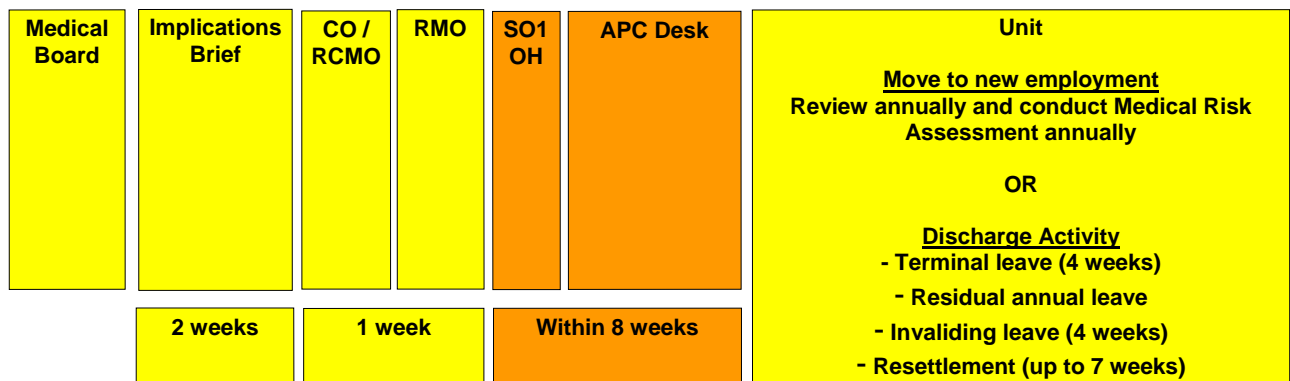 Medical
Board
Implications
Brief
CO /
RCMO
RMO
SO1
OH
APC Desk
Unit
Move to new employment
Review annually and conduct Medical Risk
Assessment annually
OR
Discharge Activity
- Terminal leave (4 weeks)
- Residual annual leave
- Invaliding leave (4 weeks)
- Resettlement (up to 7 weeks)
2 weeks
1 week
Within 8 weeks